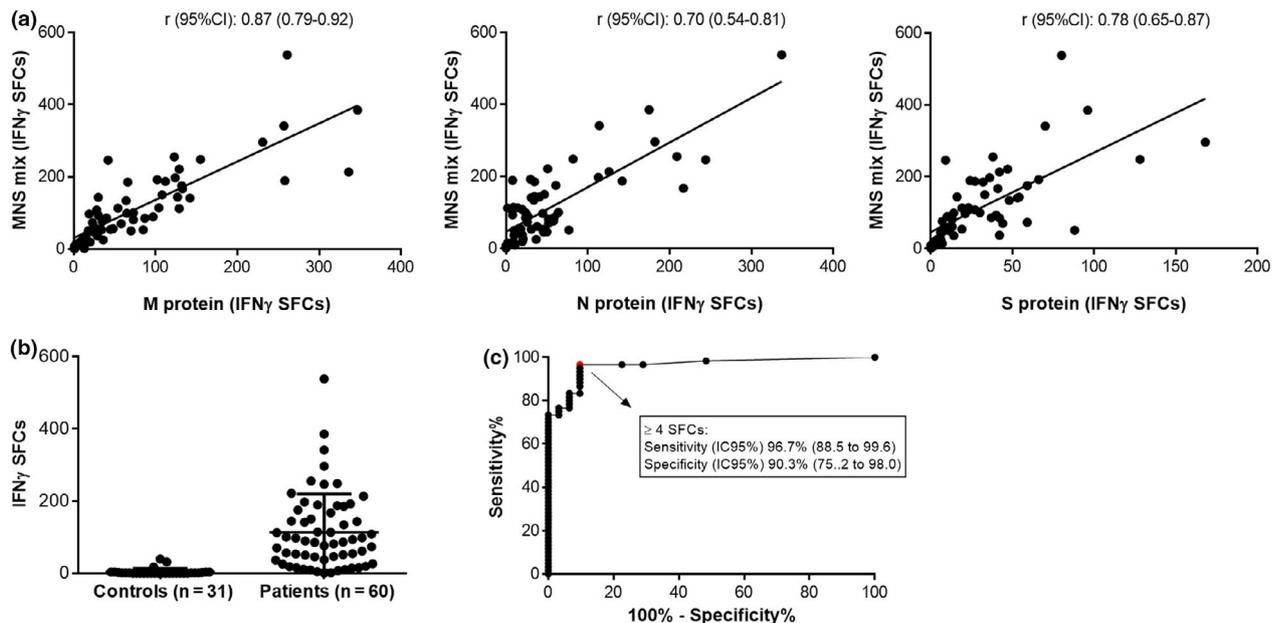 (a)
r (95%CI): 0.87 (0.79-0.92)
MNS mix (IFNγ SFCs)
600
400
200
0
0 100 200 300 400
M protein (IFNγ SFCs)
r (95%CI): 0.70 (0.54-0.81)
MNS mix (IFNγ SFCs)
600
400
200
0
0 100 200 300 400
N protein (IFNγ SFCs)
r (95%CI): 0.78 (0.65-0.87)
MNS mix (IFNγ SFCs)
600
400
200
0
0 50 100 150 200
S protein (IFNγ SFCs)
(b)
IFNγ SFCs
600
400
200
0
Controls (n = 31) Patients (n = 60)
(c)
Sensitivity%
100
80
60
40
20
0
≥ 4 SFCs:
Sensitivity (IC95%) 96.7% (88.5 to 99.6)
Specificity (IC95%) 90.3% (75..2 to 98.0)
0 20 40 60 80 100
100% - Specificity%